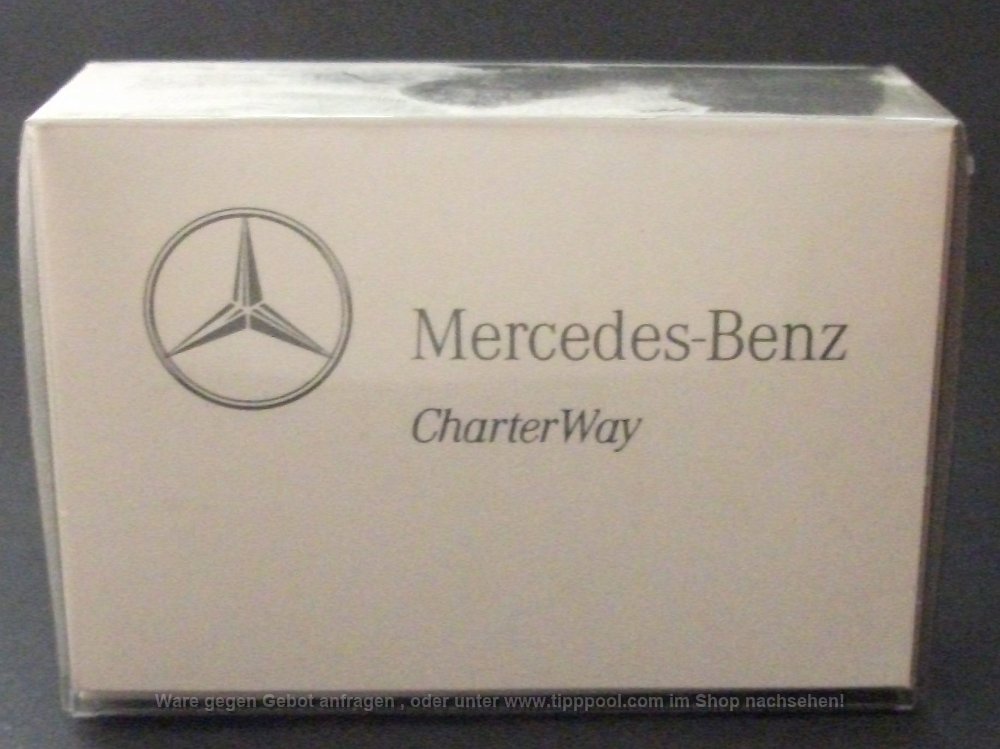 Mercedes-Benz
CharterWay
Ware gegen Gebot anfragen , oder unter www.tipppool.com im Shop nachsehen!